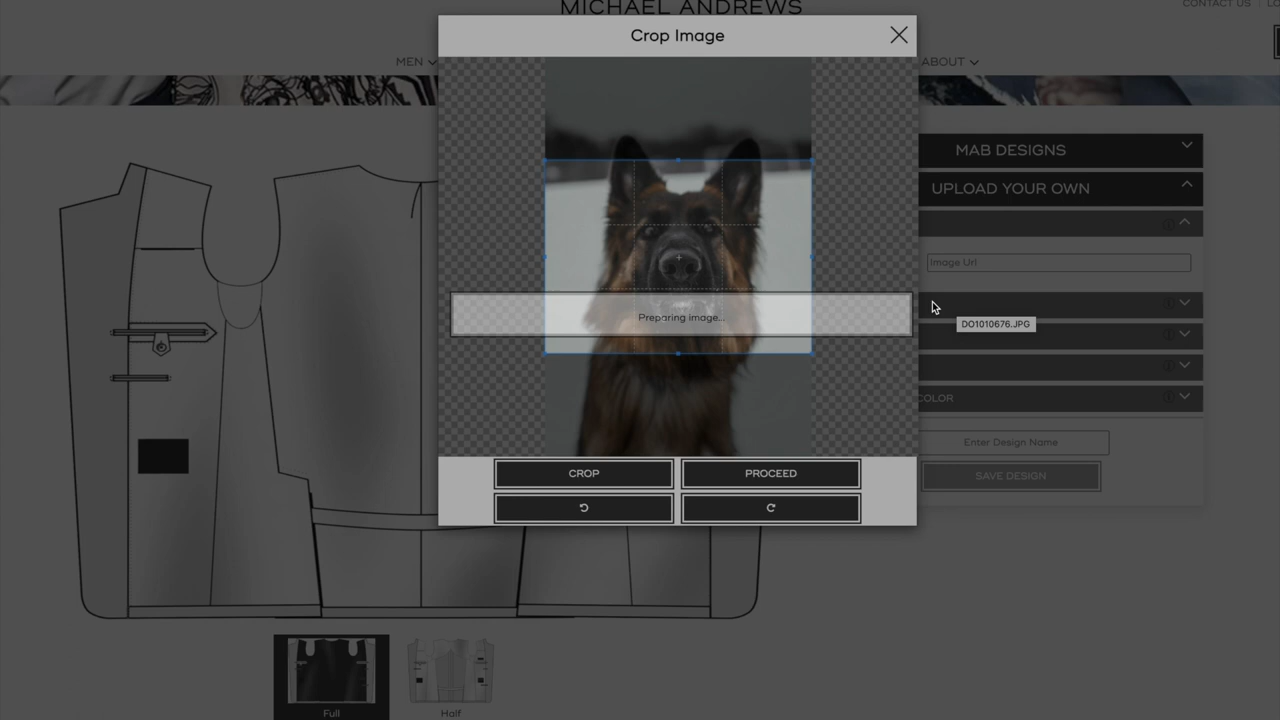 MICHAEL ANDREWS
CONTACT US
LO
MEN
ABOUT
Crop Image
MAB DESIGNS
UPLOAD YOUR OWN
Image Url
Preparing image...
DO1010676.JPG
COLOR
Enter Design Name
SAVE DESIGN
CROP
PROCEED
Full
Half